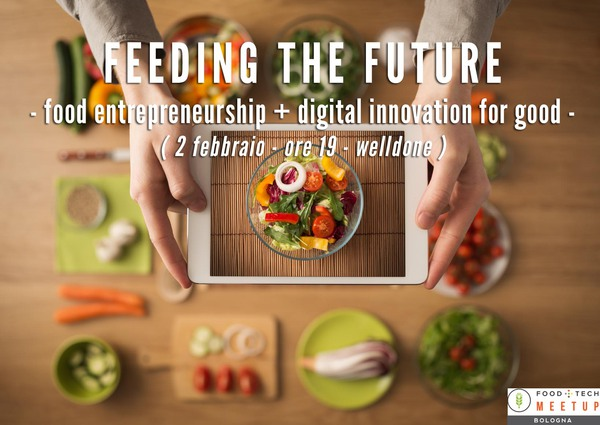 FEEDING THE FUTURE
- food entrepreneurship + digital innovation for good -
( 2 febbraio - ore 19 - welldone )
FOOD TECH
MEETUP
BOLOGNA